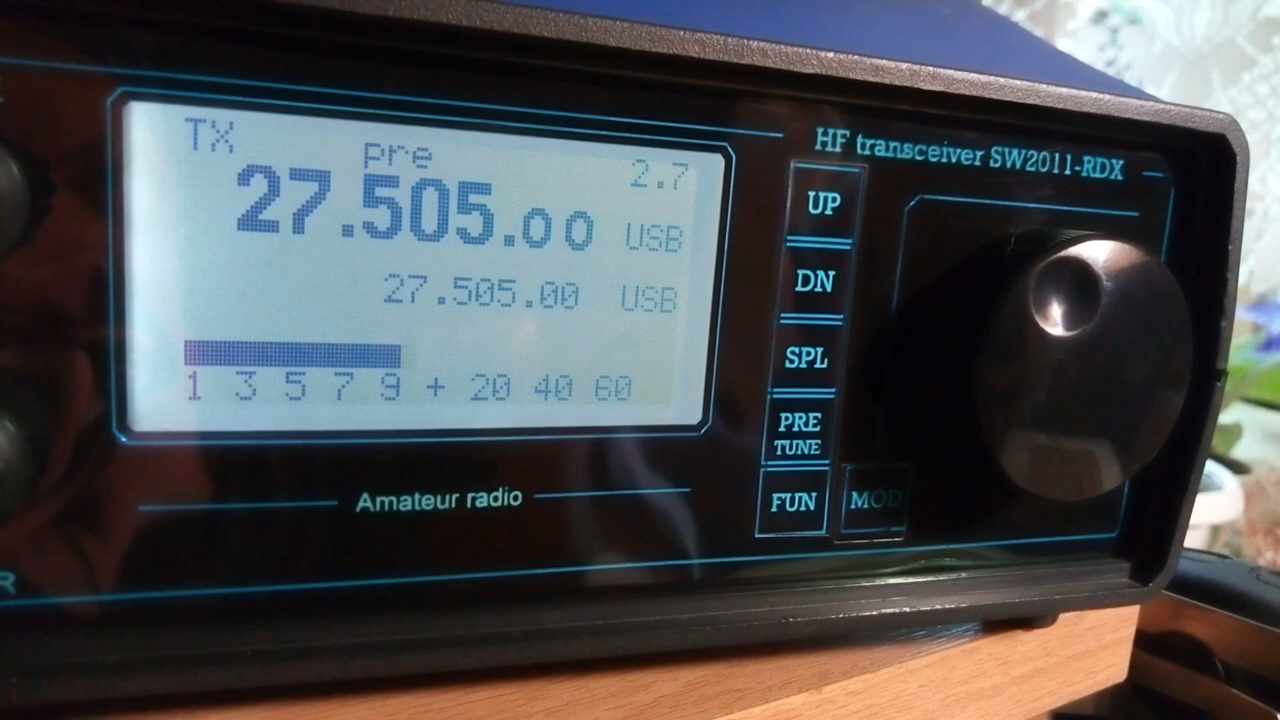 HF transceiver SW2011-RDX
TX
pre
2.7
27.505.00 USB
27.505.00 USB
1 3 5 7 9 + 20 40 60
UP
DN
SPL
PRE
TUNE
FUN
MOD
Amateur radio